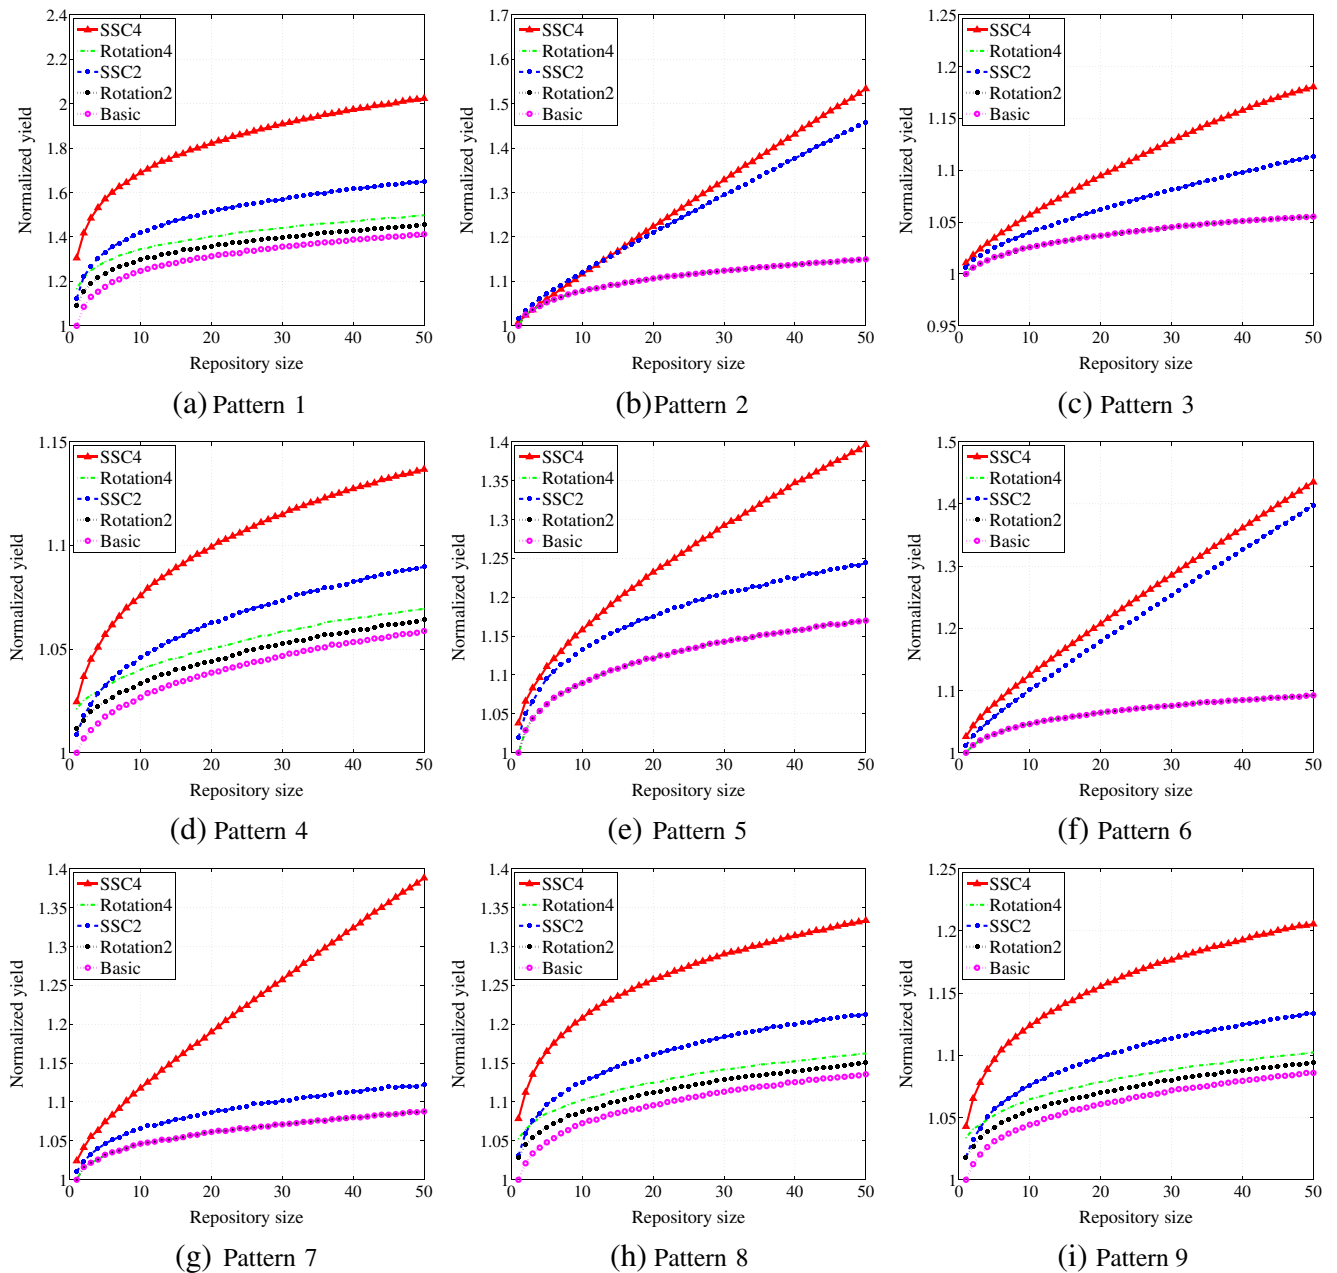 2.4
2.2
2
1.8
1.6
1.4
1.2
1
0 10 20 30 40 50
Normalized yield
Repository size
SSC4
Rotation4
SSC2
Rotation2
Basic
(a) Pattern 1
1.7
1.6
1.5
1.4
1.3
1.2
1.1
1
0 10 20 30 40 50
Normalized yield
Repository size
SSC4
Rotation4
SSC2
Rotation2
Basic
(b)Pattern 2
1.25
1.2
1.15
1.1
1.05
1
0.95
0 10 20 30 40 50
Normalized yield
Repository size
SSC4
Rotation4
SSC2
Rotation2
Basic
(c) Pattern 3
1.15
1.1
1.05
1
0 10 20 30 40 50
Normalized yield
Repository size
SSC4
Rotation4
SSC2
Rotation2
Basic
(d) Pattern 4
1.4
1.35
1.3
1.25
1.2
1.15
1.1
1.05
1
0 10 20 30 40 50
Normalized yield
Repository size
SSC4
Rotation4
SSC2
Rotation2
Basic
(e) Pattern 5
1.5
1.4
1.3
1.2
1.1
1
0 10 20 30 40 50
Normalized yield
Repository size
SSC4
Rotation4
SSC2
Rotation2
Basic
(f) Pattern 6
1.4
1.35
1.3
1.25
1.2
1.15
1.1
1.05
1
0 10 20 30 40 50
Normalized yield
Repository size
SSC4
Rotation4
SSC2
Rotation2
Basic
(g) Pattern 7
1.4
1.35
1.3
1.25
1.2
1.15
1.1
1.05
1
0 10 20 30 40 50
Normalized yield
Repository size
SSC4
Rotation4
SSC2
Rotation2
Basic
(h) Pattern 8
1.25
1.2
1.15
1.1
1.05
1
0 10 20 30 40 50
Normalized yield
Repository size
SSC4
Rotation4
SSC2
Rotation2
Basic
(i) Pattern 9